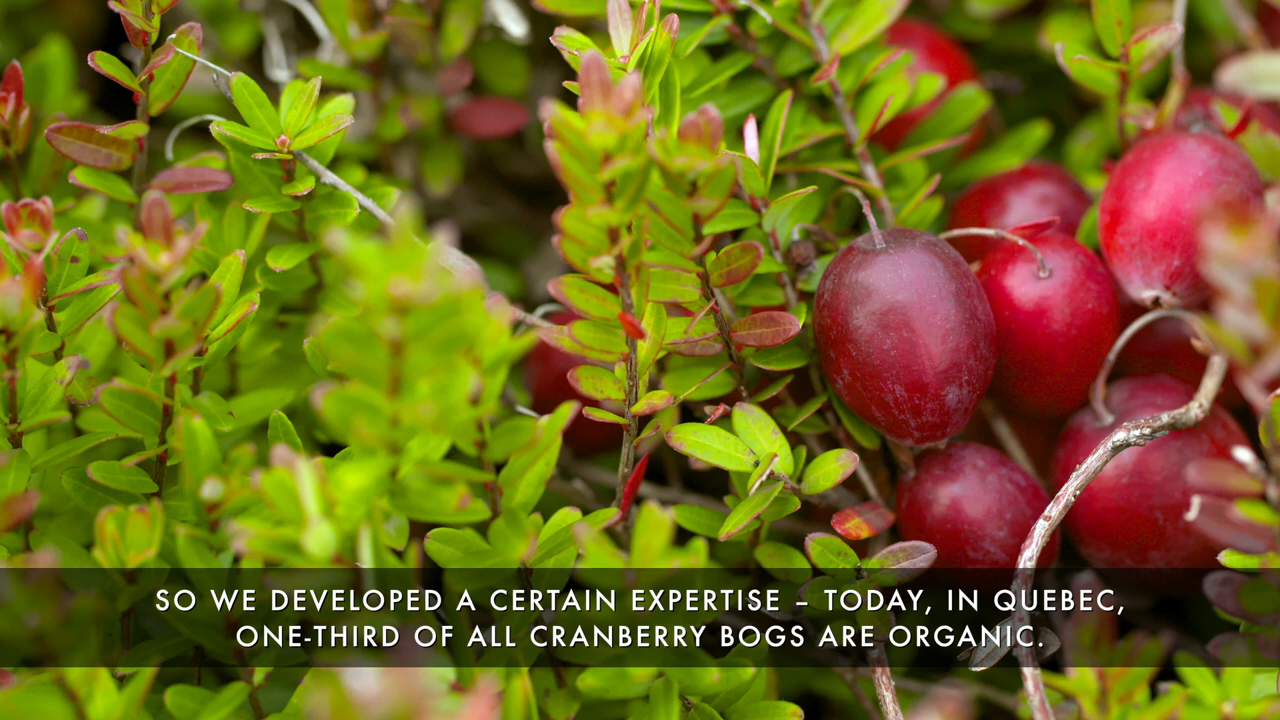 SO WE DEVELOPED A CERTAIN EXPERTISE – TODAY, IN QUEBEC,
ONE-THIRD OF ALL CRANBERRY BOGS ARE ORGANIC.